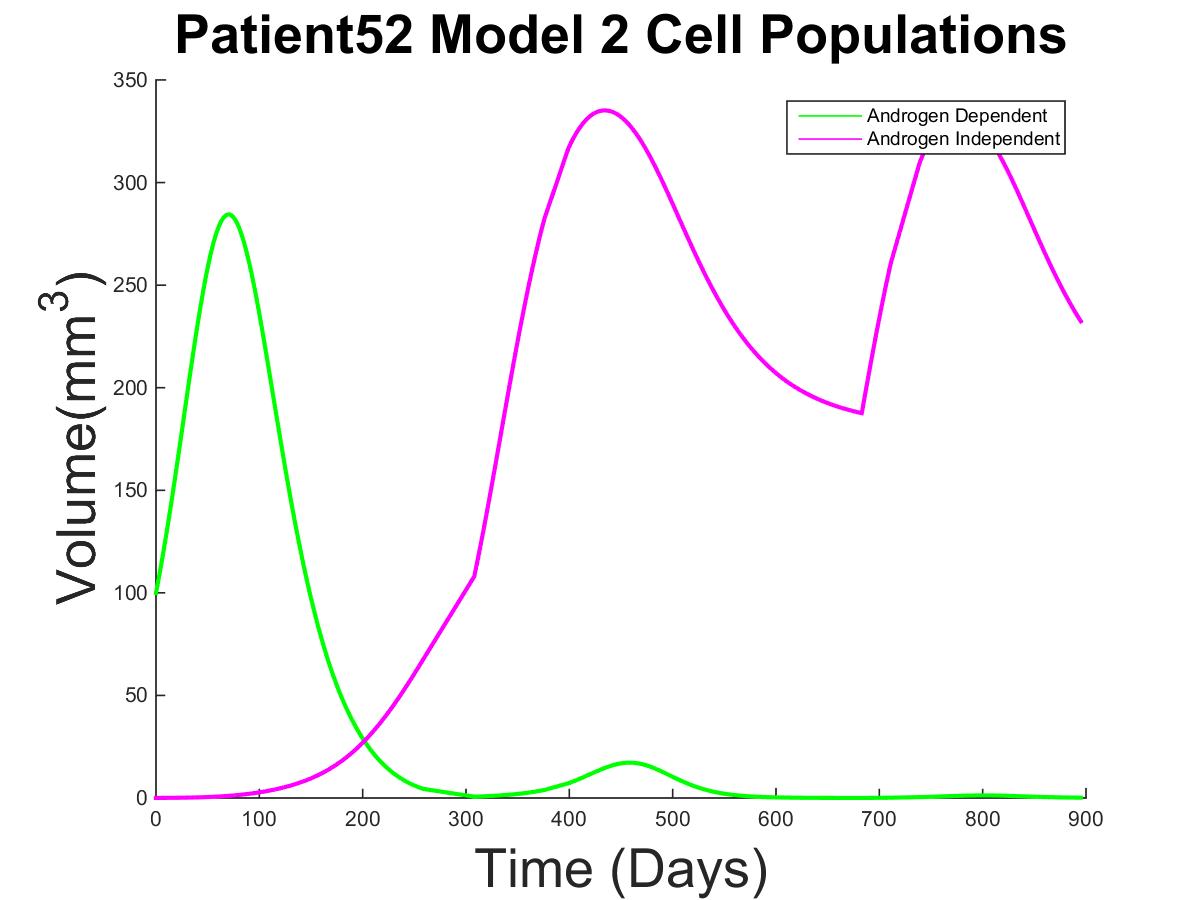 Patient52 Model 2 Cell Populations
Androgen Dependent
Androgen Independent
Volume(mm³)
350
300
250
200
150
100
50
0
0 100 200 300 400 500 600 700 800 900
Time (Days)